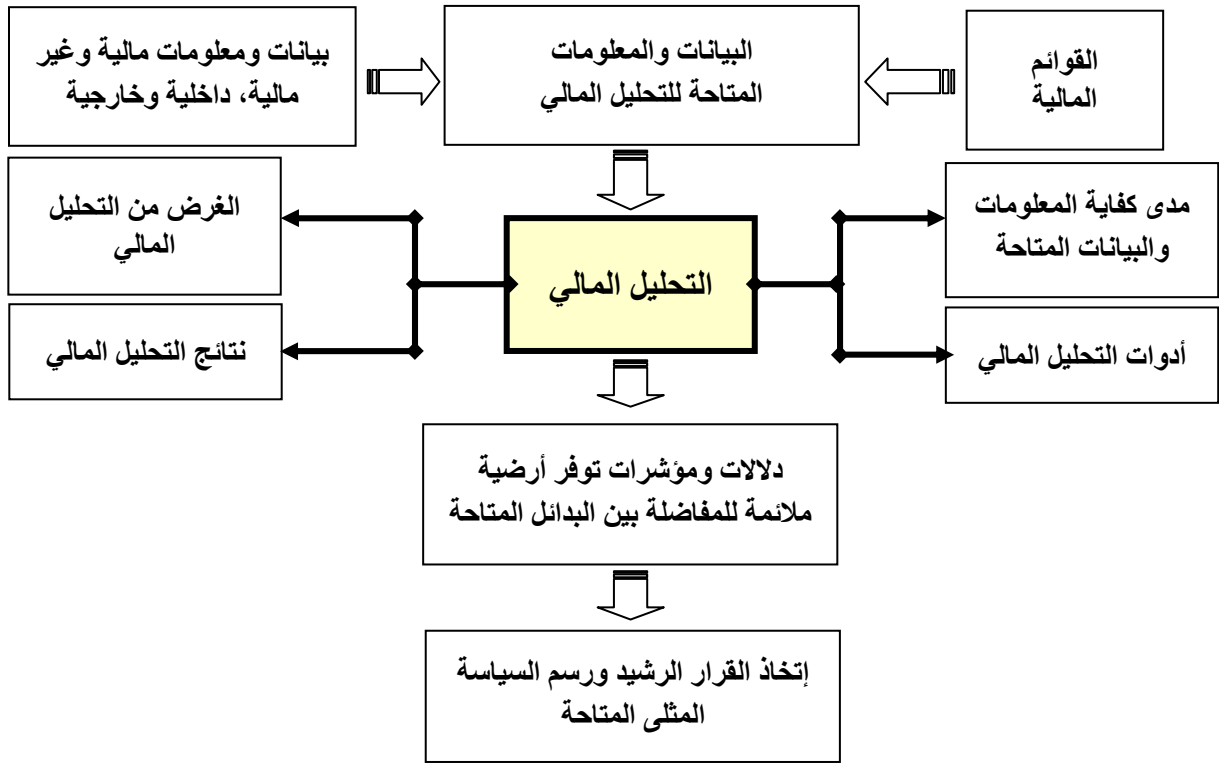 القوائم
المالية
البيانات والمعلومات
المتاحة للتحليل المالي
بيانات ومعلومات مالية وغير
مالية، داخلية وخارجية
مدى كفاية المعلومات
والبيانات المتاحة
الغرض من التحليل
المالي
التحليل المالي
أدوات التحليل المالي
نتائج التحليل المالي
دلالات ومؤشرات توفر أرضية
ملائمة للمفاضلة بين البدائل المتاحة
إتخاذ القرار الرشيد ورسم السياسة
المثلى المتاحة